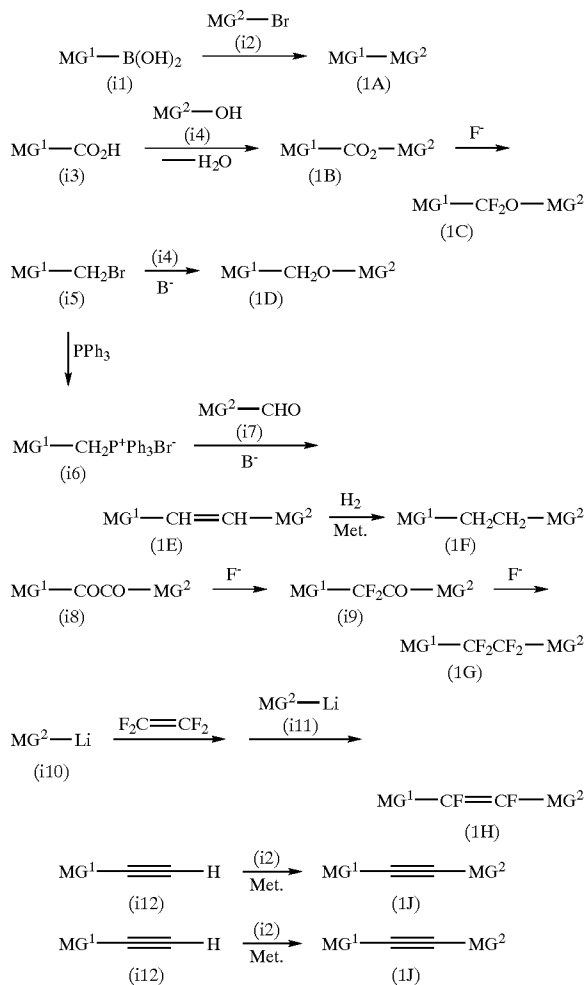 MG²—Br
MG¹—B(OH)₂ (i2) MG¹—MG²
(i1) (1A)
MG²—OH
MG¹—CO₂H (i4) MG¹—CO₂—MG² F⁻
—H₂O
(i3) (1B)
MG¹—CF₂O—MG²
(1C)
MG¹—CH₂Br (i4) MG¹—CH₂O—MG²
(i5) B⁻ (1D)
PPh₃
MG²—CHO
MG¹—CH₂P⁺Ph₃Br⁻ (i7)
(i6) B⁻
MG¹—CH=CH—MG² H₂ MG¹—CH₂CH₂—MG²
(1E) Met. (1F)
MG¹—COCO—MG² F⁻ MG¹—CF₂CO—MG² F⁻
(i8) (i9)
MG¹—CF₂CF₂—MG²
(1G)
MG²—Li
MG²—Li F₂C=CF₂ (i11)
(i10)
MG¹—CF=CF—MG²
(1H)
MG¹—≡—H (i2) MG¹—≡—MG²
(i12) Met. (1J)
MG¹—≡—H (i2) MG¹—≡—MG²
(i12) Met. (1J)